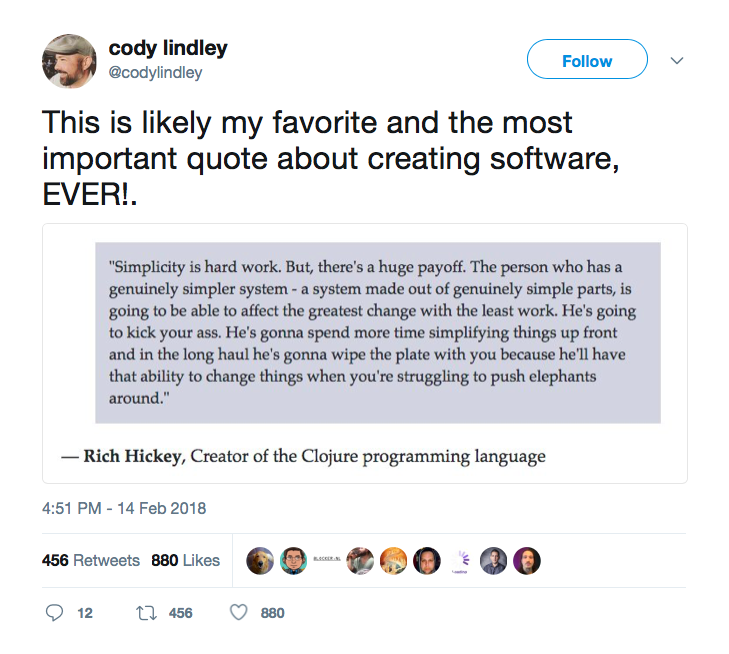 cody lindley
@codylindley
Follow
This is likely my favorite and the most
important quote about creating software,
EVER!.
"Simplicity is hard work. But, there's a huge payoff. The person who has a
genuinely simpler system - a system made out of genuinely simple parts, is
going to be able to affect the greatest change with the least work. He's going
to kick your ass. He's gonna spend more time simplifying things up front
and in the long haul he's gonna wipe the plate with you because he'll have
that ability to change things when you're struggling to push elephants
around."
— Rich Hickey, Creator of the Clojure programming language
4:51 PM - 14 Feb 2018
456 Retweets 880 Likes
12 456 880